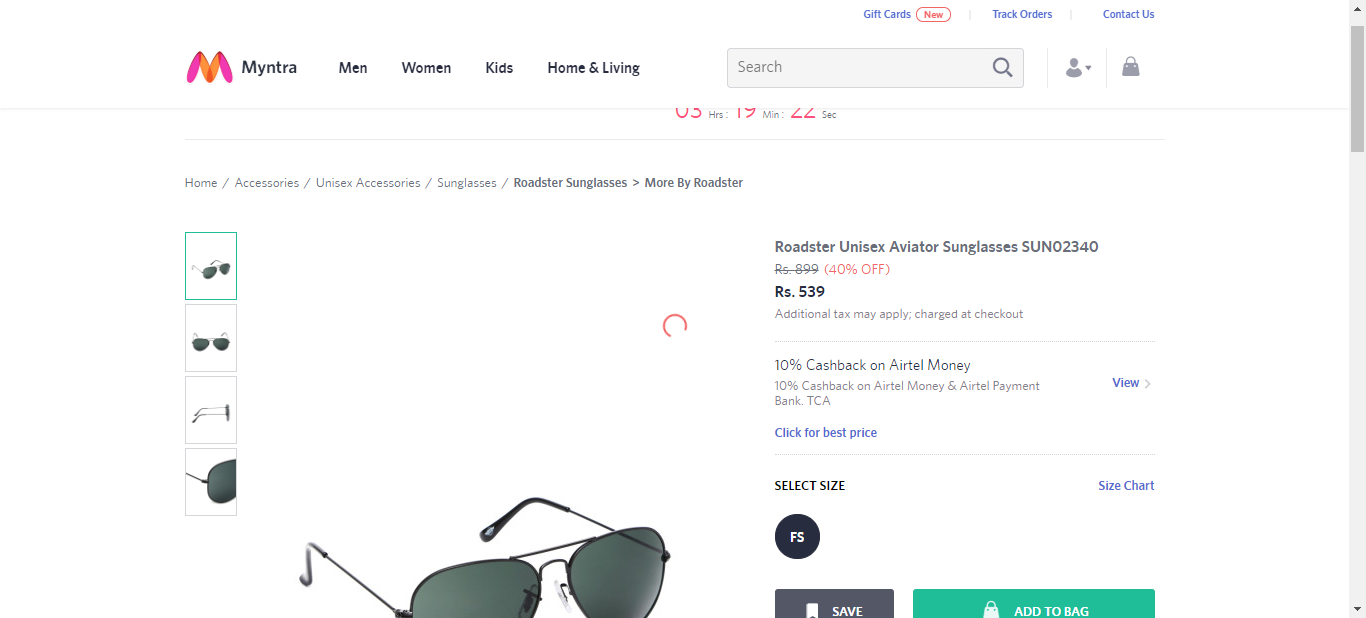 Gift Cards New Track Orders Contact Us
Myntra Men Women Kids Home & Living Search
03 Hrs : 19 Min : 22 Sec
Home / Accessories / Unisex Accessories / Sunglasses / Roadster Sunglasses > More By Roadster
Roadster Unisex Aviator Sunglasses SUN02340
Rs. 899 (40% OFF)
Rs. 539
Additional tax may apply; charged at checkout
10% Cashback on Airtel Money
10% Cashback on Airtel Money & Airtel Payment
Bank. TCA
View
Click for best price
SELECT SIZE Size Chart
FS
SAVE ADD TO BAG